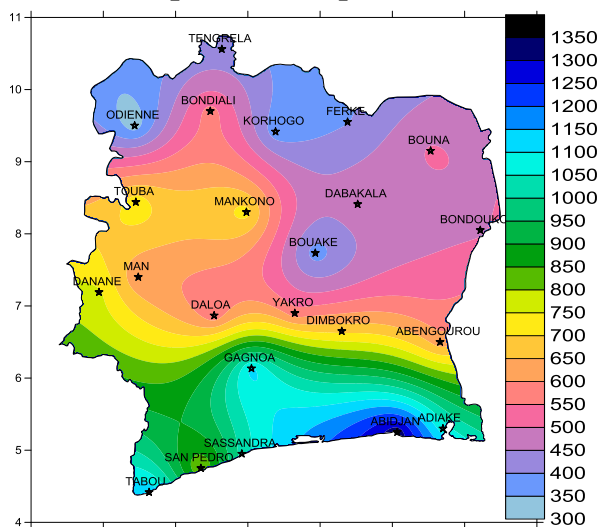 11
TENGRELA
1350
1300
10
1250
BONDIALI
1200
ODIENNE
FERKE
KORHOGO
1150
1100
BOUNA
1050
9
1000
TOUBA
DABAKALA
MANKONO
950
BONDOUKO
8
900
BOUAKE
850
MAN
DANANE
800
7
YAKRO
DALOA
750
DIMBOKRO
ABENGOUROU
700
GAGNOA
650
6
600
550
ADIAKE
ABIDJAN
500
5
SASSANDRA
450
SAN PEDRO
400
TABOU
350
4
300